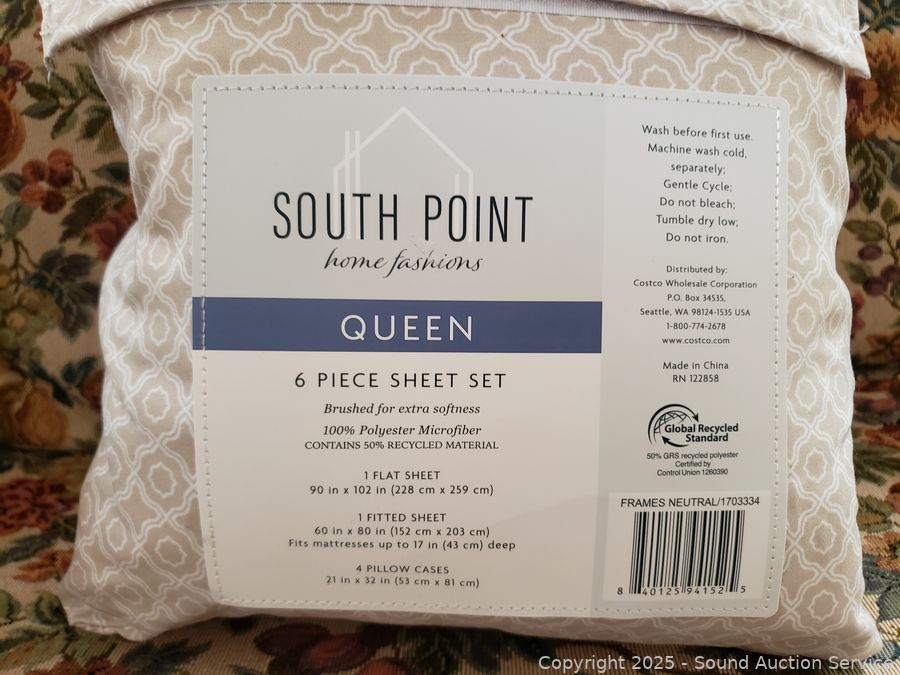 SOUTH POINT
home fashions
QUEEN
6 PIECE SHEET SET
Brushed for extra softness
100% Polyester Microfiber
CONTAINS 50% RECYCLED MATERIAL
1 FLAT SHEET
90 in x 102 in (228 cm x 259 cm)
1 FITTED SHEET
60 in x 80 in (152 cm x 203 cm)
Fits mattresses up to 17 in (43 cm) deep
4 PILLOW CASES
21 in x 32 in (53 cm x 81 cm)
Wash before first use.
Machine wash cold,
separately;
Gentle Cycle;
Do not bleach;
Tumble dry low;
Do not iron.
Distributed by:
Costco Wholesale Corporation
P.O. Box 34535,
Seattle, WA 98124-1535 USA
1-800-774-2678
www.costco.com
Made in China
RN 122858
Global Recycled
Standard
50% GRS recycled polyester
Certified by
Control Union 1260390
FRAMES NEUTRAL/1703334
8 40125 94152 5
Copyright 2025 - Sound Auction Service